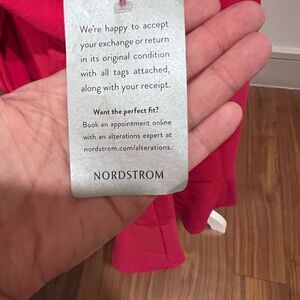 We're happy to accept
your exchange or return
in its original condition
with all tags attached,
along with your receipt.
Want the perfect fit?
Book an appointment online
with an alterations expert at
nordstrom.com/alterations.
NORDSTROM